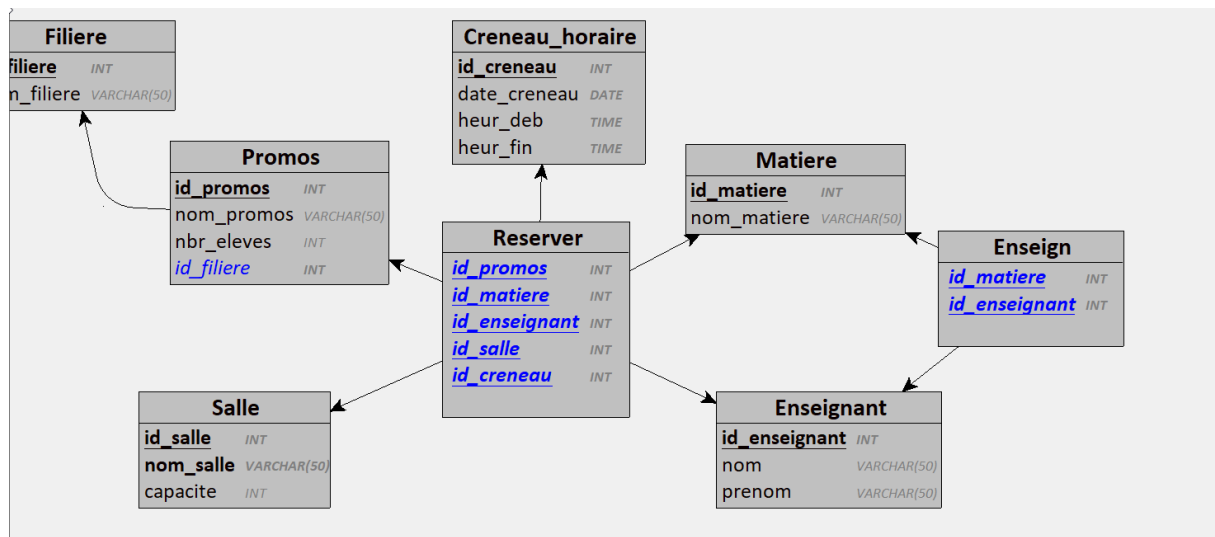 Filiere
filiere INT
m_filiere VARCHAR(50)
Creneau_horaire
id_creneau INT
date_creneau DATE
heur_deb TIME
heur_fin TIME
Promos
id_promos INT
nom_promos VARCHAR(50)
nbr_eleves INT
id_filiere INT
Matiere
id_matiere INT
nom_matiere VARCHAR(50)
Reserver
id_promos INT
id_matiere INT
id_enseignant INT
id_salle INT
id_creneau INT
Enseign
id_matiere INT
id_enseignant INT
Salle
id_salle INT
nom_salle VARCHAR(50)
capacite INT
Enseignant
id_enseignant INT
nom VARCHAR(50)
prenom VARCHAR(50)